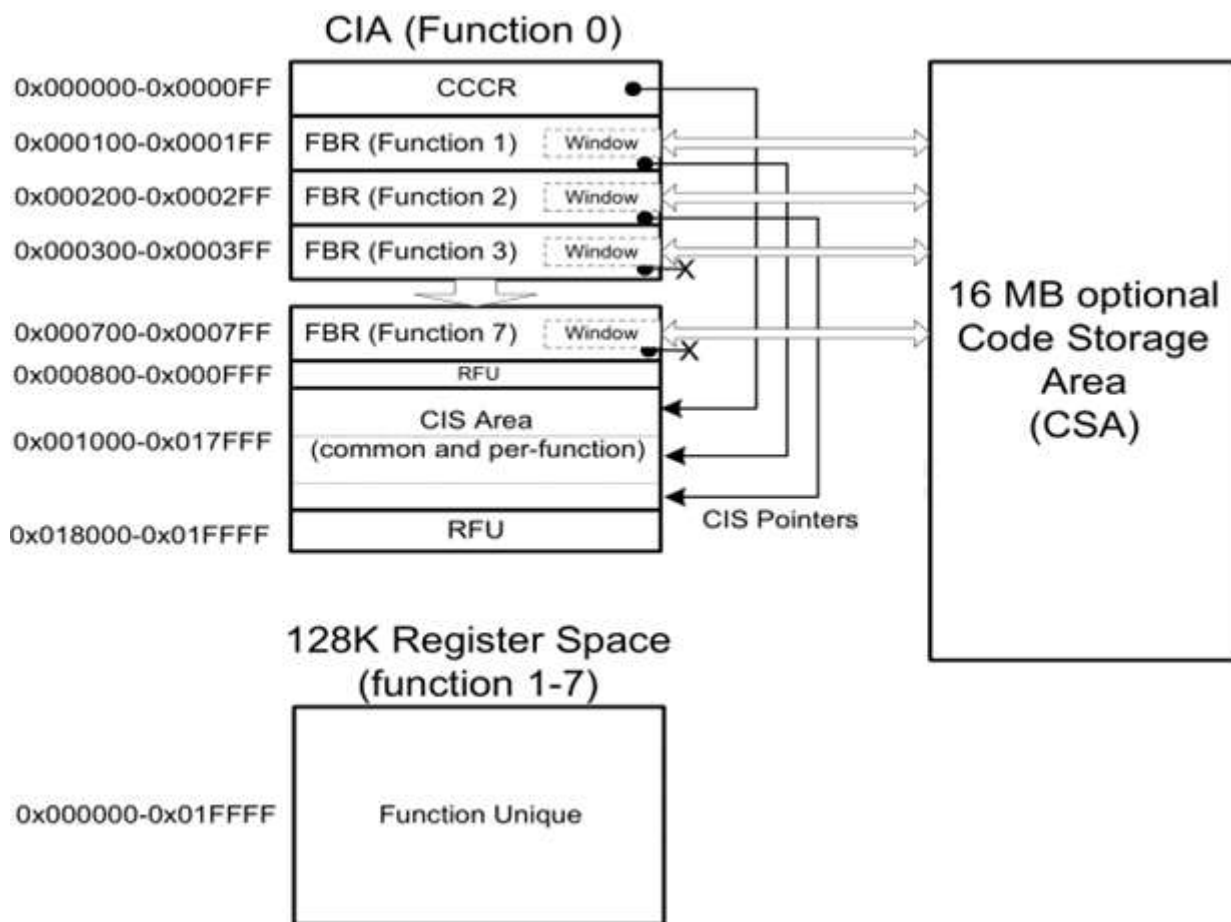 CIA (Function 0)
0x000000-0x0000FF
CCCR
0x000100-0x0001FF
FBR (Function 1)
Window
0x000200-0x0002FF
FBR (Function 2)
Window
0x000300-0x0003FF
FBR (Function 3)
Window
X
0x000700-0x0007FF
FBR (Function 7)
Window
X
0x000800-0x000FFF
RFU
0x001000-0x017FFF
CIS Area
(common and per-function)
0x018000-0x01FFFF
RFU
CIS Pointers
16 MB optional
Code Storage
Area
(CSA)
128K Register Space
(function 1-7)
0x000000-0x01FFFF
Function Unique